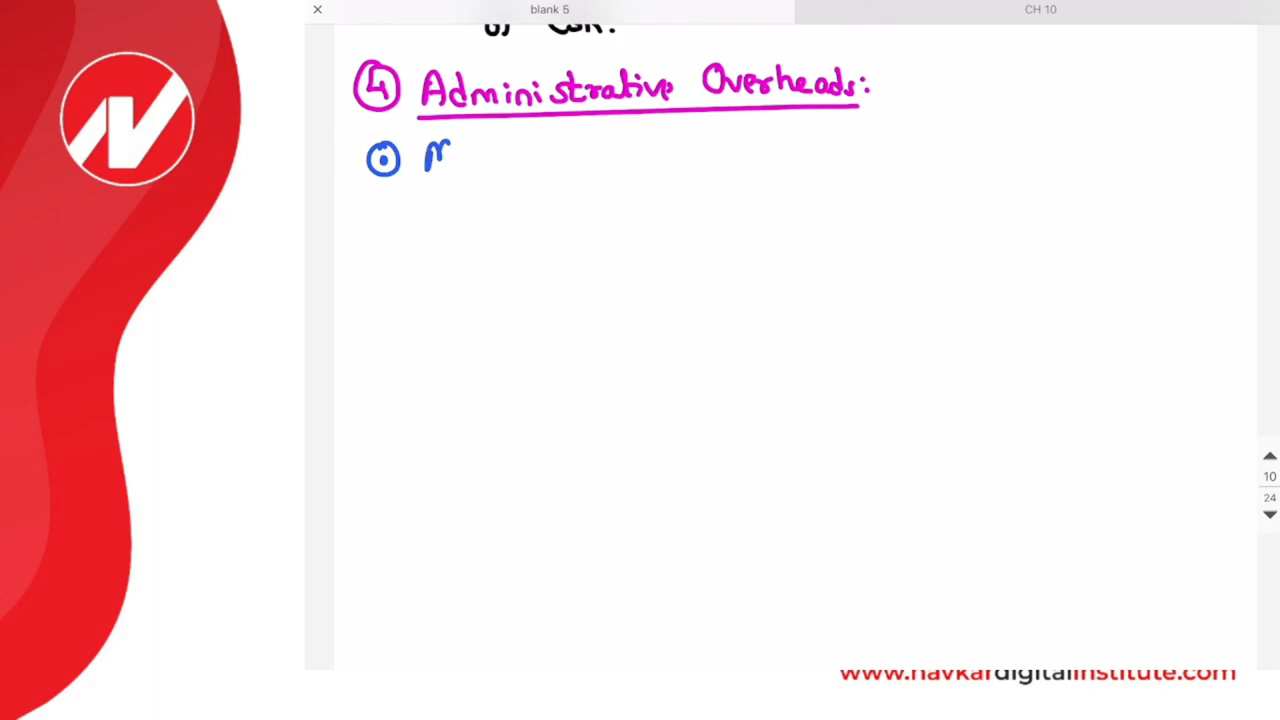 blank 5
CH 10
④ Administrative Overheads:
10
24
www.navkardigitalinstitute.com